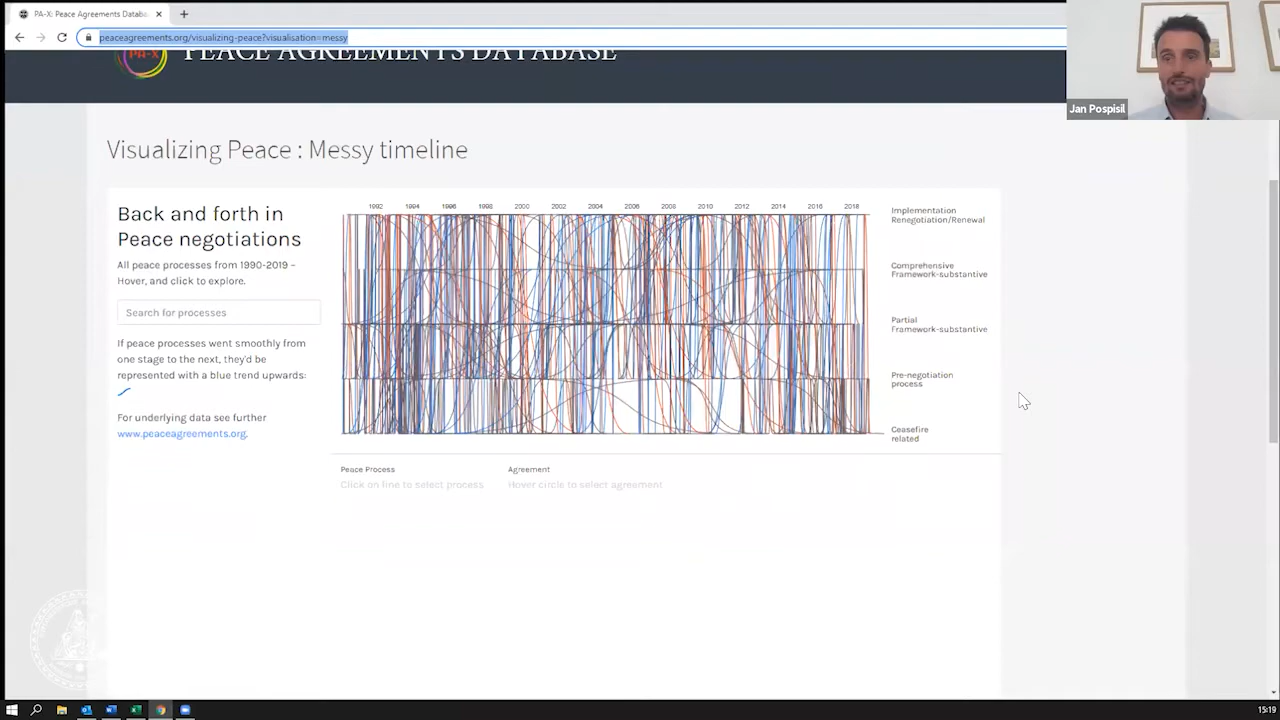 PA-X: Peace Agreements Databa
peaceagreements.org/visualizing-peace?visualisation=messy
PA-X
PEACE AGREEMENTS DATABASE
Jan Pospisil
Visualizing Peace : Messy timeline
Back and forth in
Peace negotiations
All peace processes from 1990-2019 –
Hover, and click to explore.
Search for processes
If peace processes went smoothly from
one stage to the next, they'd be
represented with a blue trend upwards:
For underlying data see further
www.peaceagreements.org.
1992 1994 1996 1998 2000 2002 2004 2006 2008 2010 2012 2014 2016 2018
Implementation
Renegotiation/Renewal
Comprehensive
Framework-substantive
Partial
Framework-substantive
Pre-negotiation
process
Ceasefire
related
Peace Process
Click on line to select process
Agreement
Hover circle to select agreement
15:19